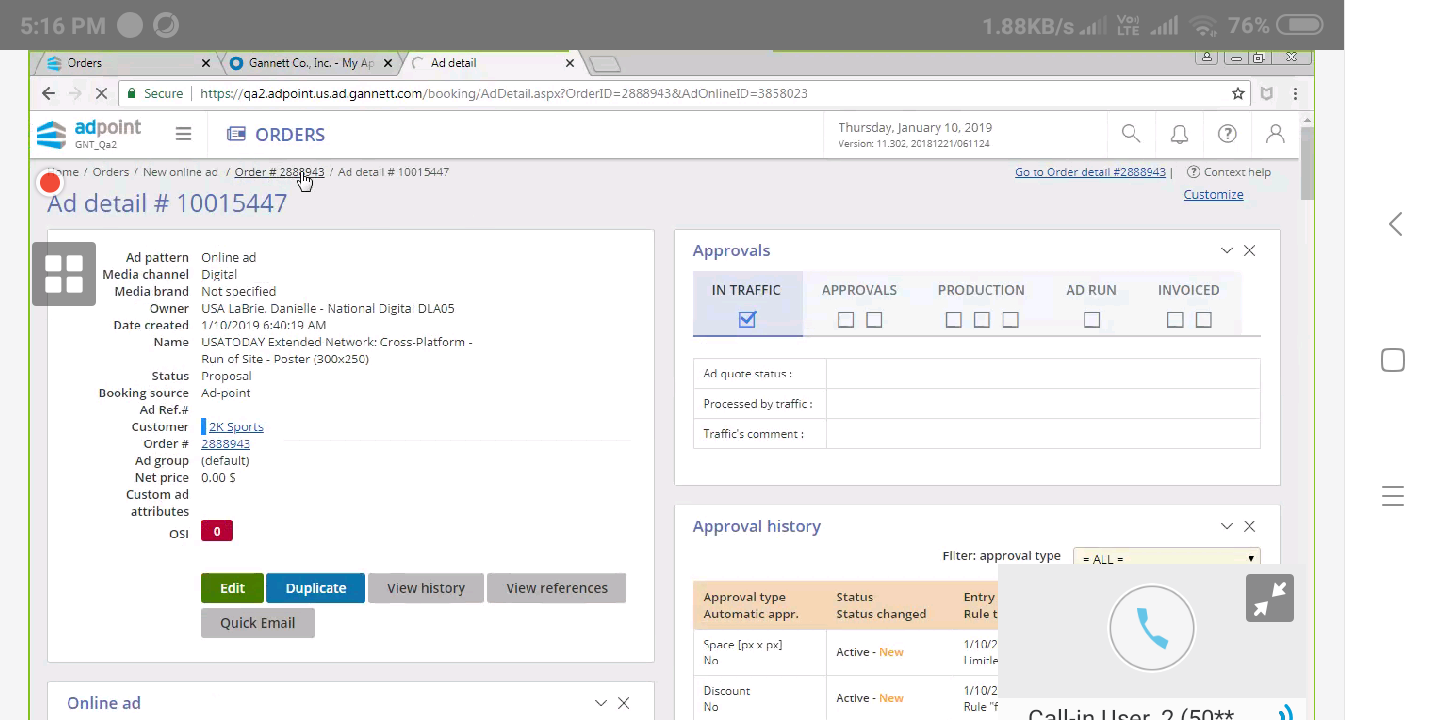 5:16 PM
1.88KB/s
Vo)
LTE
76%
Orders
Gannett Co., Inc. - My Ap
Ad detail
Secure
https://qa2.adpoint.us.ad.gannett.com/booking/AdDetail.aspx?OrderID=2888943&AdOnlineID=3858023
adpoint
GNT_Qa2
ORDERS
Thursday, January 10, 2019
Version: 11.302, 20181221/061124
Home / Orders / New online ad / Order # 2888943 / Ad detail # 10015447
Go to Order detail #2888943 |
Context help
Customize
Ad detail # 10015447
Ad pattern Online ad
Media channel Digital
Media brand Not specified
Owner USA LaBrie, Danielle - National Digital DLA05
Date created 1/10/2019 6:40:19 AM
Name USATODAY Extended Network: Cross-Platform -
Run of Site - Poster (300x250)
Status Proposal
Booking source Ad-point
Ad Ref.#
Customer 2K Sports
Order # 2888943
Ad group (default)
Net price 0.00 $
Custom ad
attributes
OSI 0
Edit
Duplicate
View history
View references
Quick Email
Online ad
Approvals
IN TRAFFIC
APPROVALS
PRODUCTION
AD RUN
INVOICED
Ad quote status :
Processed by traffic :
Traffic's comment :
Approval history
Filter: approval type
= ALL =
Approval type Status Entry
Automatic appr. Status changed Rule t
Space [px x px] Active - New 1/10/2
No Limitle
Discount Active - New 1/10/2
No Rule "f
Call-in User_2 (50**